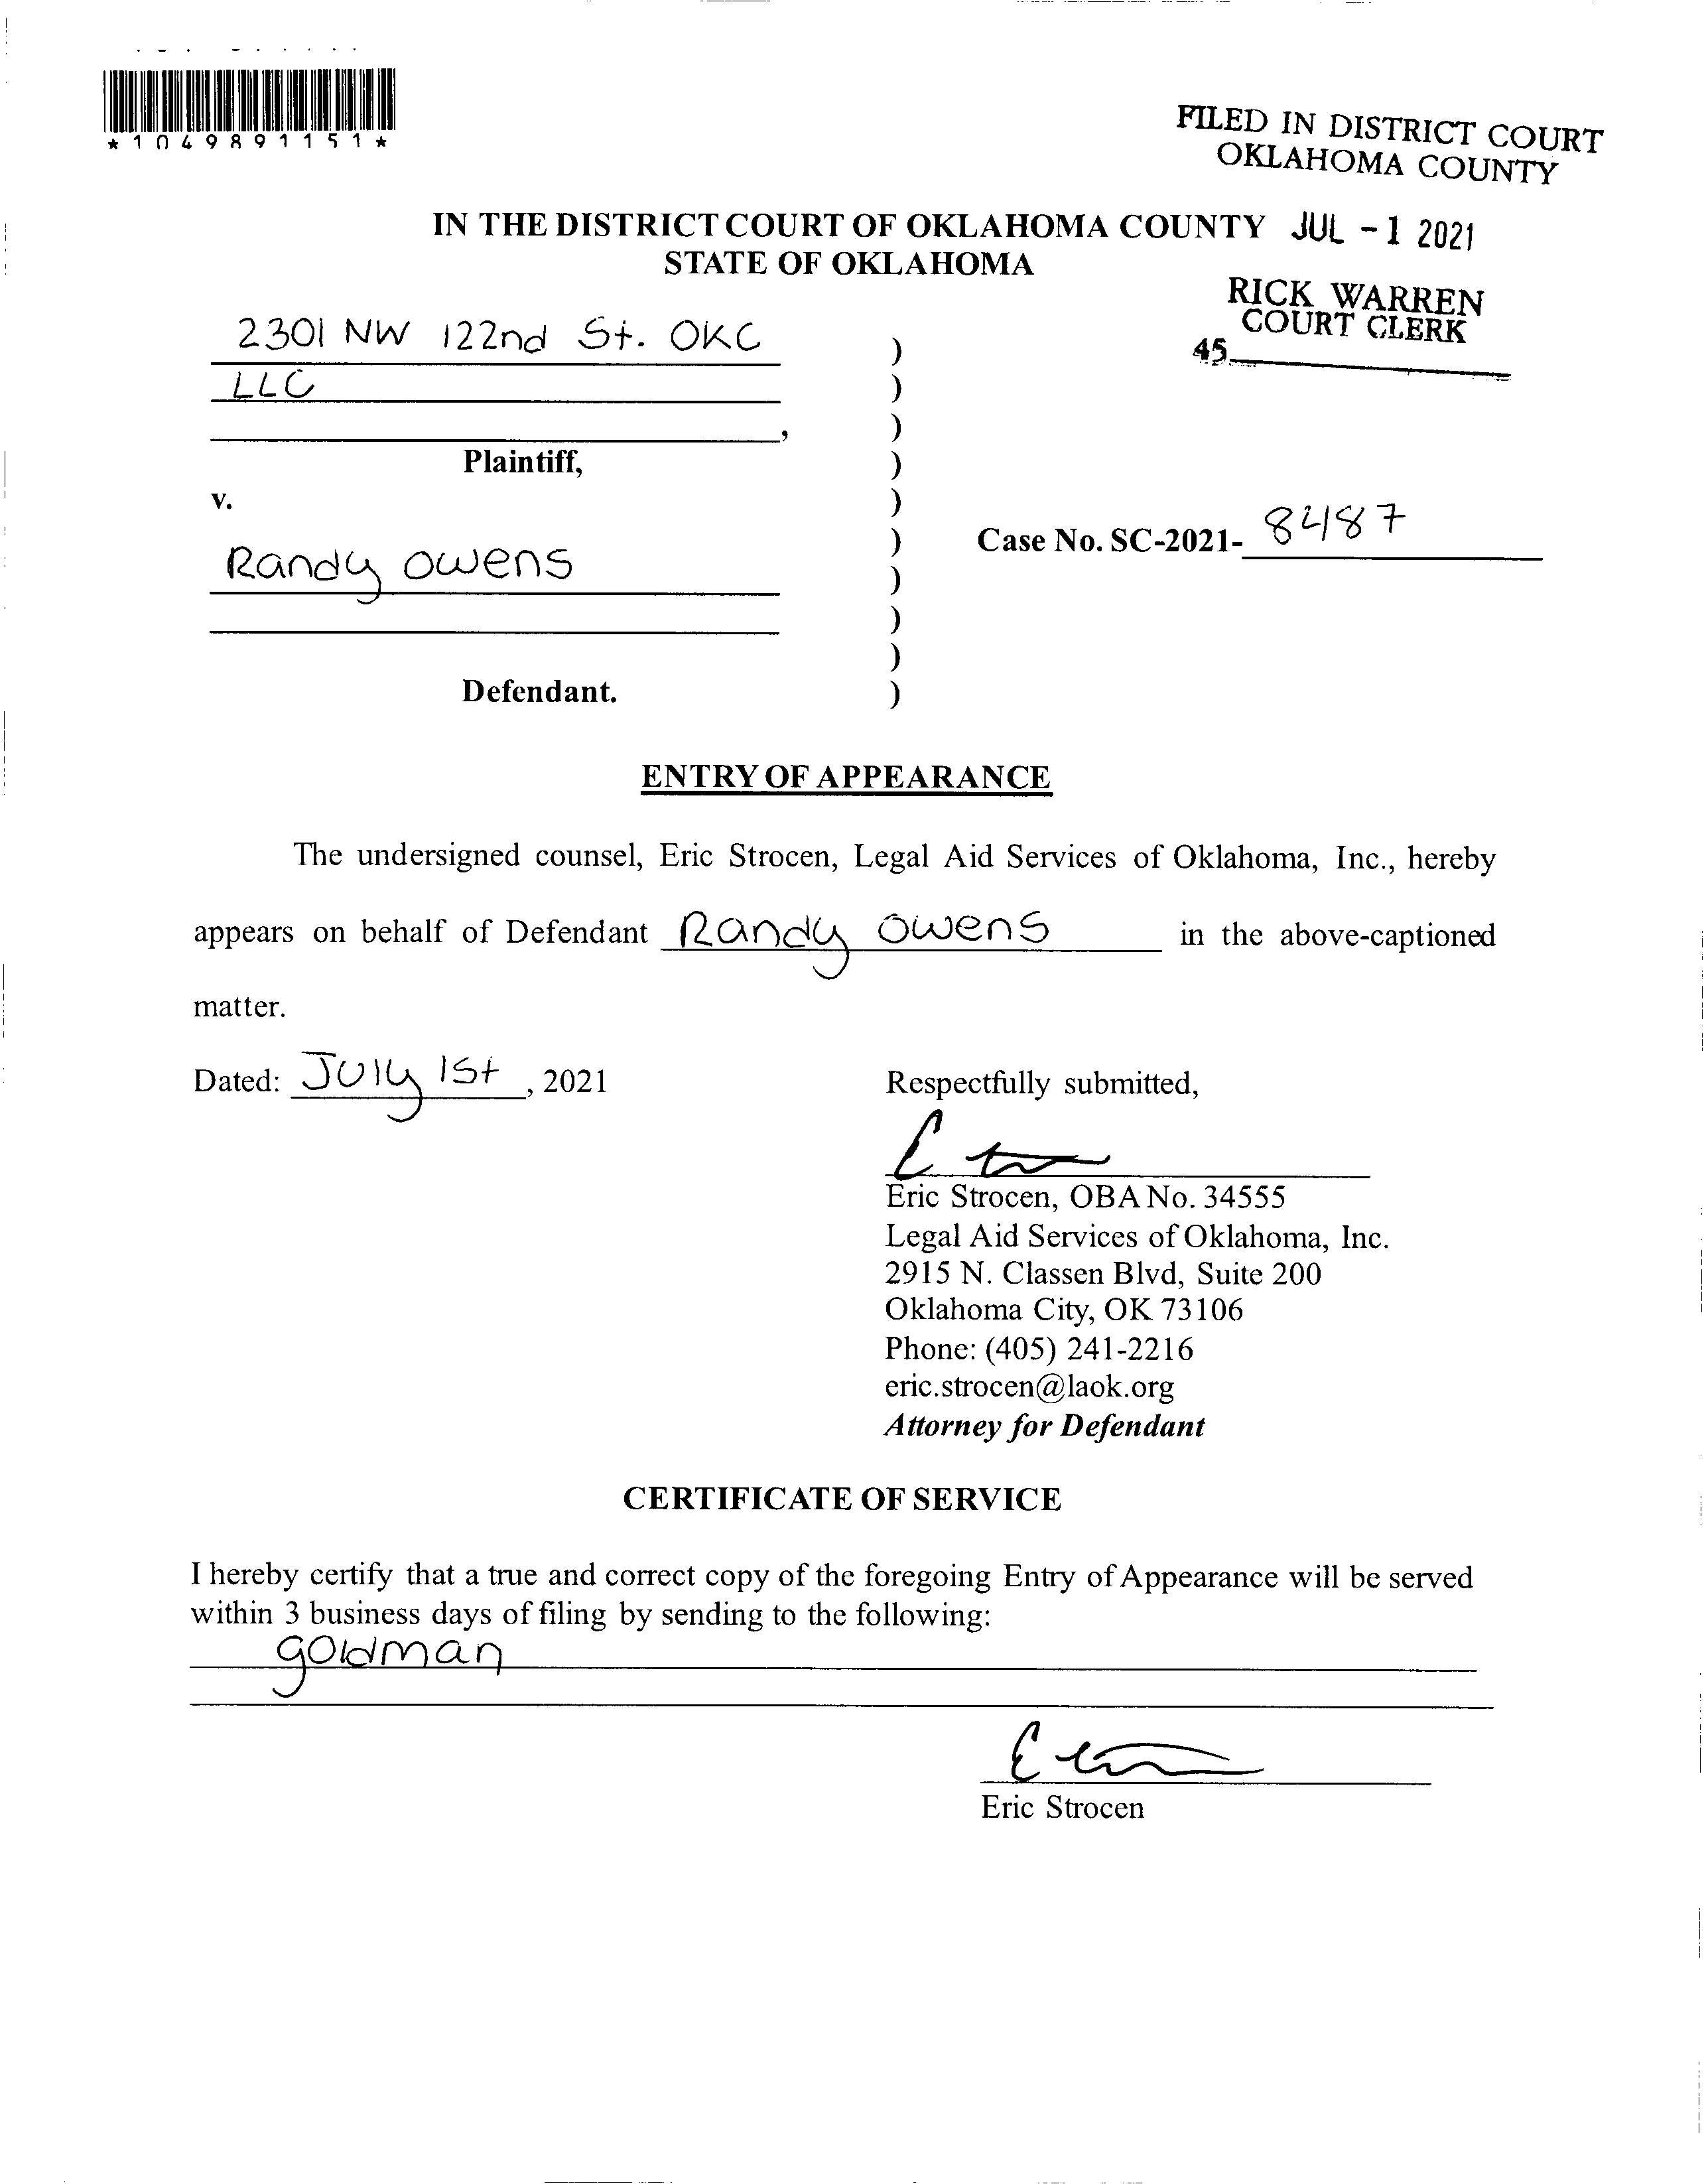 *1049891151*
FILED IN DISTRICT COURT
OKLAHOMA COUNTY
IN THE DISTRICT COURT OF OKLAHOMA COUNTY JUL - 1 2021
STATE OF OKLAHOMA
RICK WARREN
COURT CLERK
45
2301 NW 122nd St. OKC )
LLC )
, )
Plaintiff, )
v. )
Case No. SC-2021- 8487
Randy Owens )
)
)
)
Defendant. )
ENTRY OF APPEARANCE
The undersigned counsel, Eric Strocen, Legal Aid Services of Oklahoma, Inc., hereby
appears on behalf of Defendant Randy Owens in the above-captioned
matter.
Dated: July 1st, 2021
Respectfully submitted,
Eric Strocen, OBA No. 34555
Legal Aid Services of Oklahoma, Inc.
2915 N. Classen Blvd, Suite 200
Oklahoma City, OK 73106
Phone: (405) 241-2216
eric.strocen@laok.org
Attorney for Defendant
CERTIFICATE OF SERVICE
I hereby certify that a true and correct copy of the foregoing Entry of Appearance will be served
within 3 business days of filing by sending to the following:
goldman
Eric Strocen